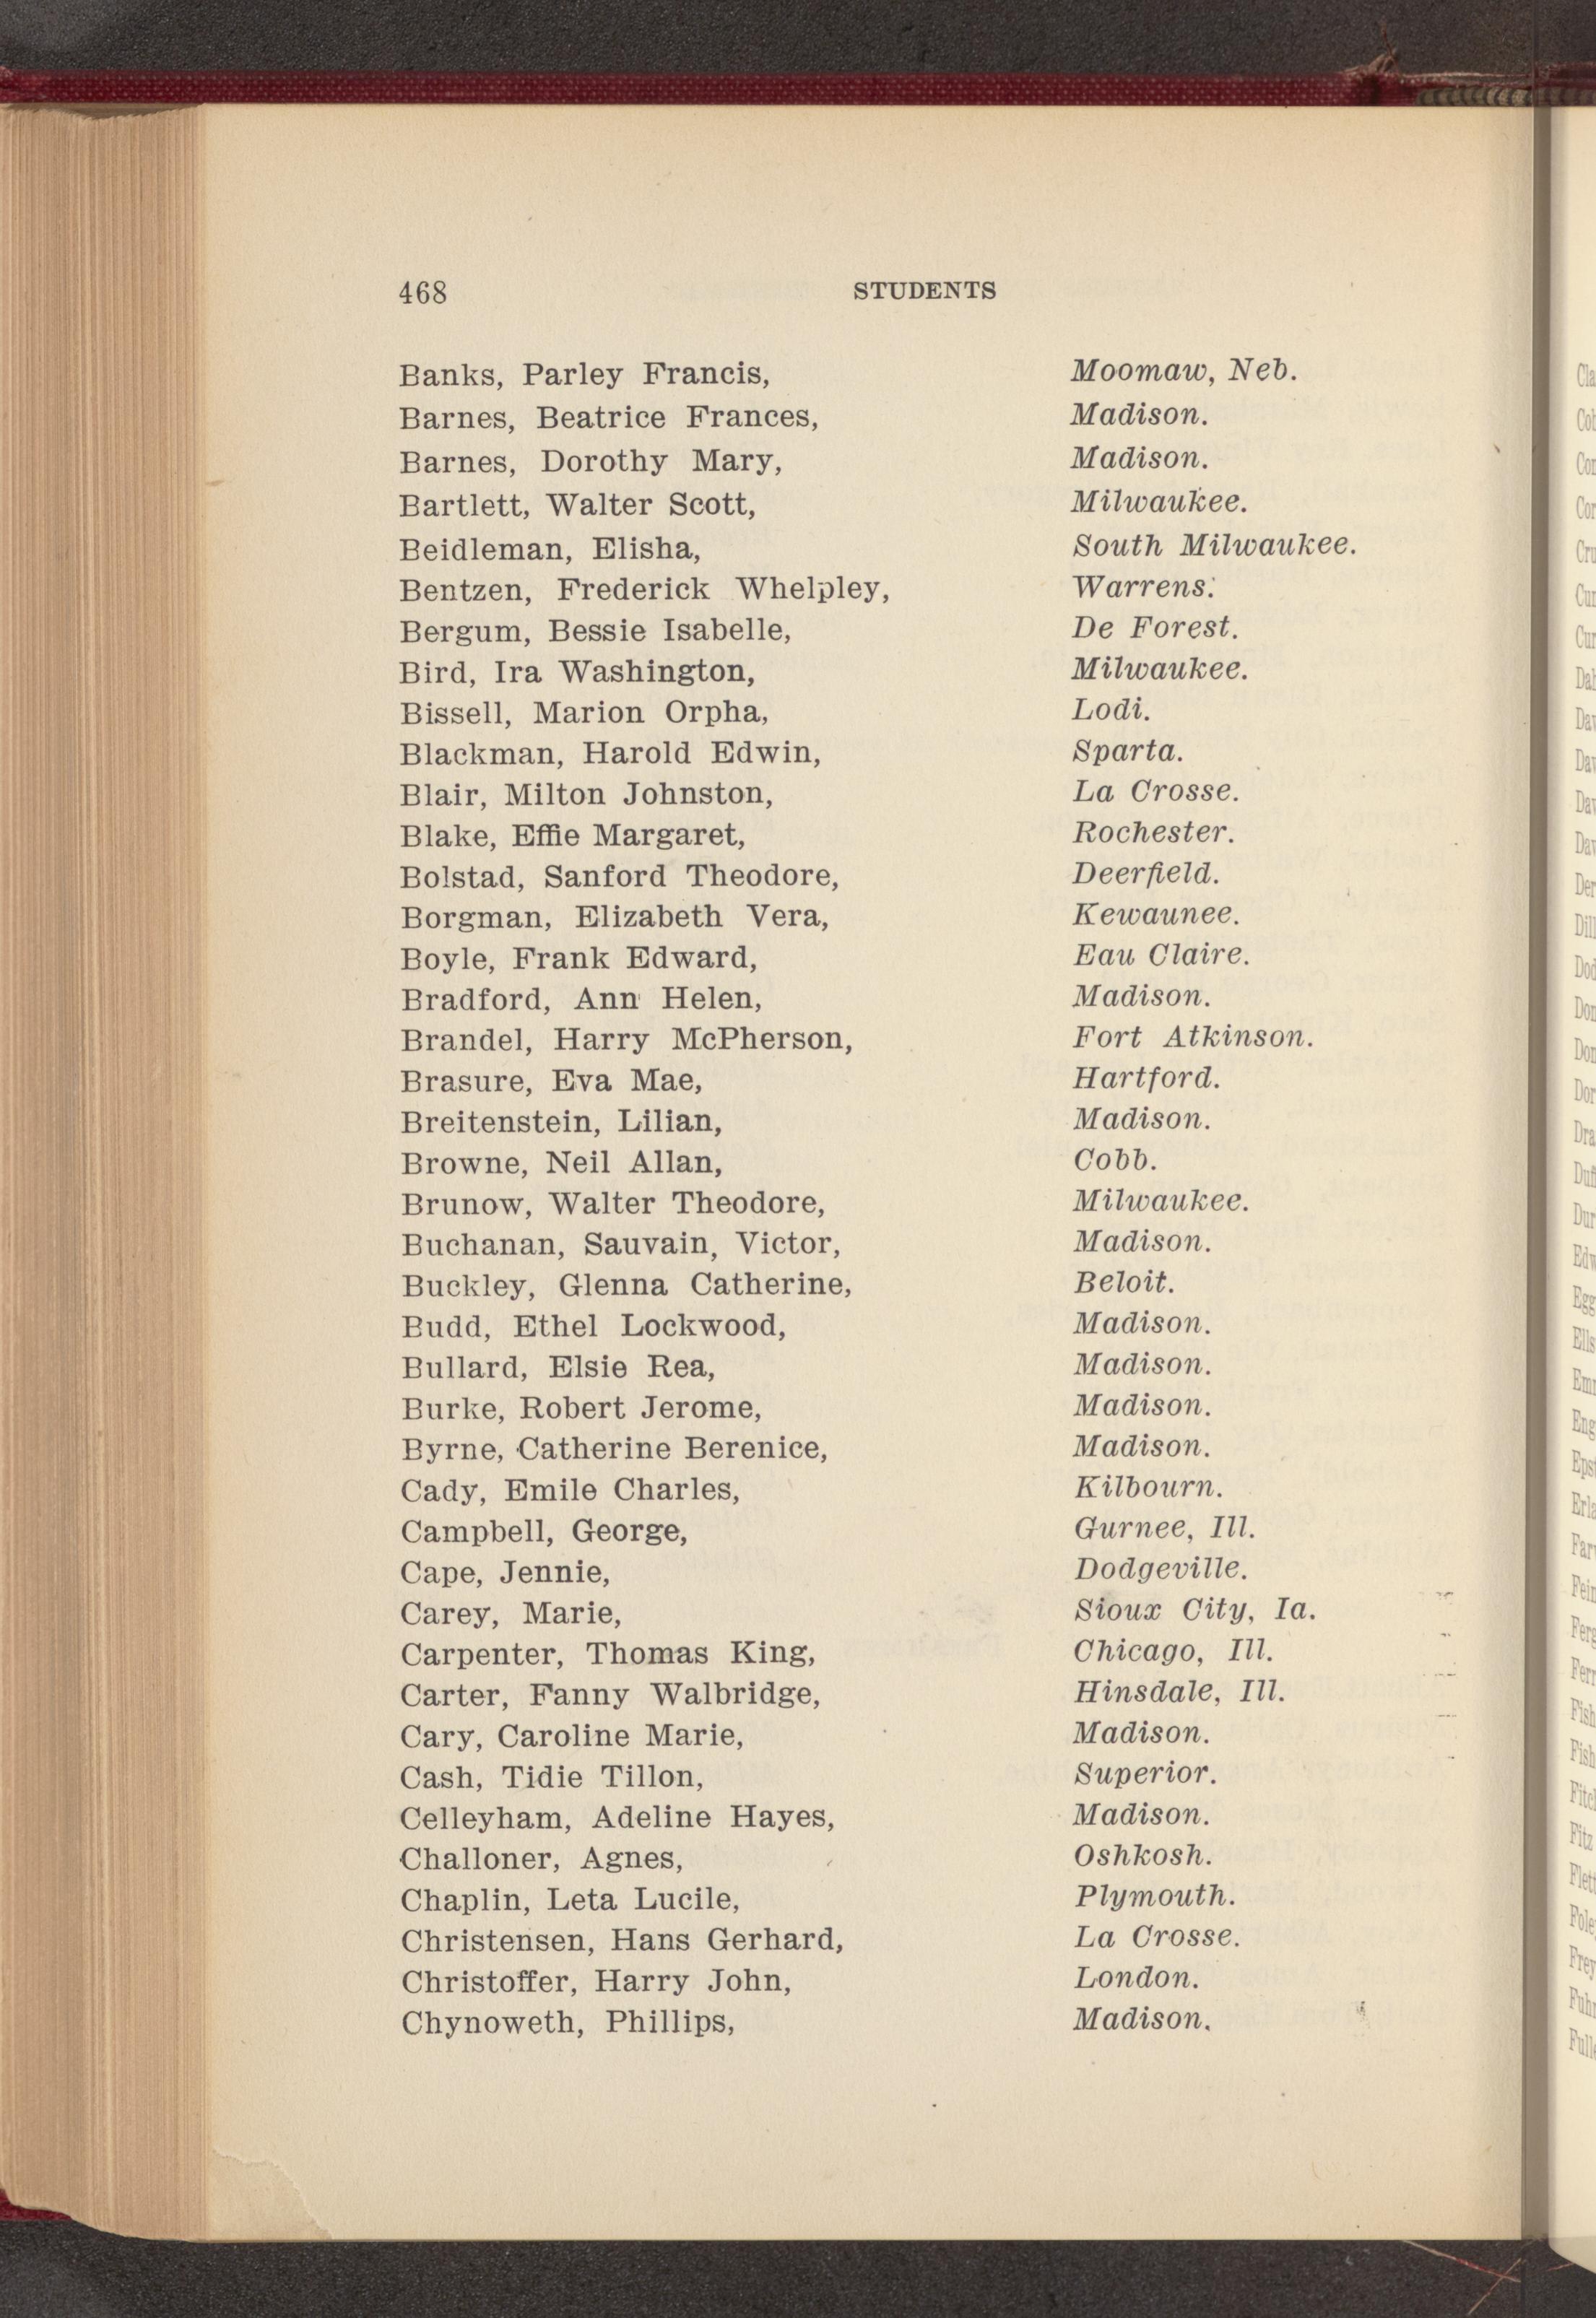 468 STUDENTS
Banks, Parley Francis, Moomaw, Neb.
Barnes, Beatrice Frances, Madison.
Barnes, Dorothy Mary, Madison.
Bartlett, Walter Scott, Milwaukee.
Beidleman, Elisha, South Milwaukee.
Bentzen, Frederick Whelpley, Warrens.
Bergum, Bessie Isabelle, De Forest.
Bird, Ira Washington, Milwaukee.
Bissell, Marion Orpha, Lodi.
Blackman, Harold Edwin, Sparta.
Blair, Milton Johnston, La Crosse.
Blake, Effie Margaret, Rochester.
Bolstad, Sanford Theodore, Deerfield.
Borgman, Elizabeth Vera, Kewaunee.
Boyle, Frank Edward, Eau Claire.
Bradford, Ann Helen, Madison.
Brandel, Harry McPherson, Fort Atkinson.
Brasure, Eva Mae, Hartford.
Breitenstein, Lilian, Madison.
Browne, Neil Allan, Cobb.
Brunow, Walter Theodore, Milwaukee.
Buchanan, Sauvain, Victor, Madison.
Buckley, Glenna Catherine, Beloit.
Budd, Ethel Lockwood, Madison.
Bullard, Elsie Rea, Madison.
Burke, Robert Jerome, Madison.
Byrne, Catherine Berenice, Madison.
Cady, Emile Charles, Kilbourn.
Campbell, George, Gurnee, Ill.
Cape, Jennie, Dodgeville.
Carey, Marie, Sioux City, Ia.
Carpenter, Thomas King, Chicago, Ill.
Carter, Fanny Walbridge, Hinsdale, Ill.
Cary, Caroline Marie, Madison.
Cash, Tidie Tillon, Superior.
Celleyham, Adeline Hayes, Madison.
Challoner, Agnes, Oshkosh.
Chaplin, Leta Lucile, Plymouth.
Christensen, Hans Gerhard, La Crosse.
Christoffer, Harry John, London.
Chynoweth, Phillips, Madison.